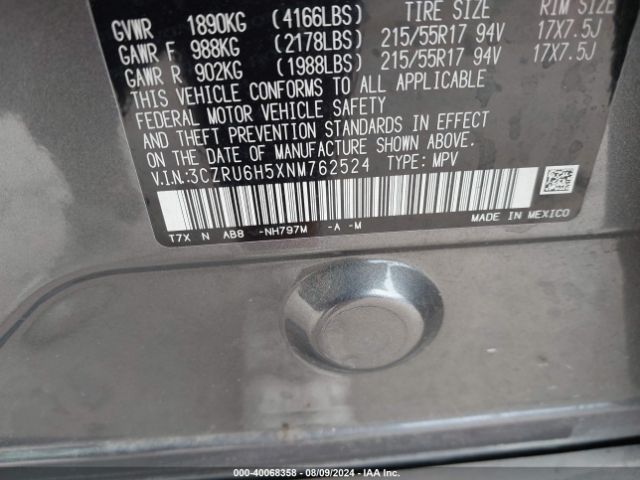 TIRE SIZE RIM SIZE
GVWR 1890KG (4166LBS)
GAWR F 988KG (2178LBS) 215/55R17 94V 17X7.5J
GAWR R 902KG (1988LBS) 215/55R17 94V 17X7.5J
THIS VEHICLE CONFORMS TO ALL APPLICABLE
FEDERAL MOTOR VEHICLE SAFETY
AND THEFT PREVENTION STANDARDS IN EFFECT
ON THE DATE OF MANUFACTURE SHOWN ABOVE.
V.I.N:3CZRU6H5XNM762524 TYPE: MPV
T7X N AB8 -NH797M -A -M MADE IN MEXICO
000-40068358 - 08/09/2024 - IAA Inc.